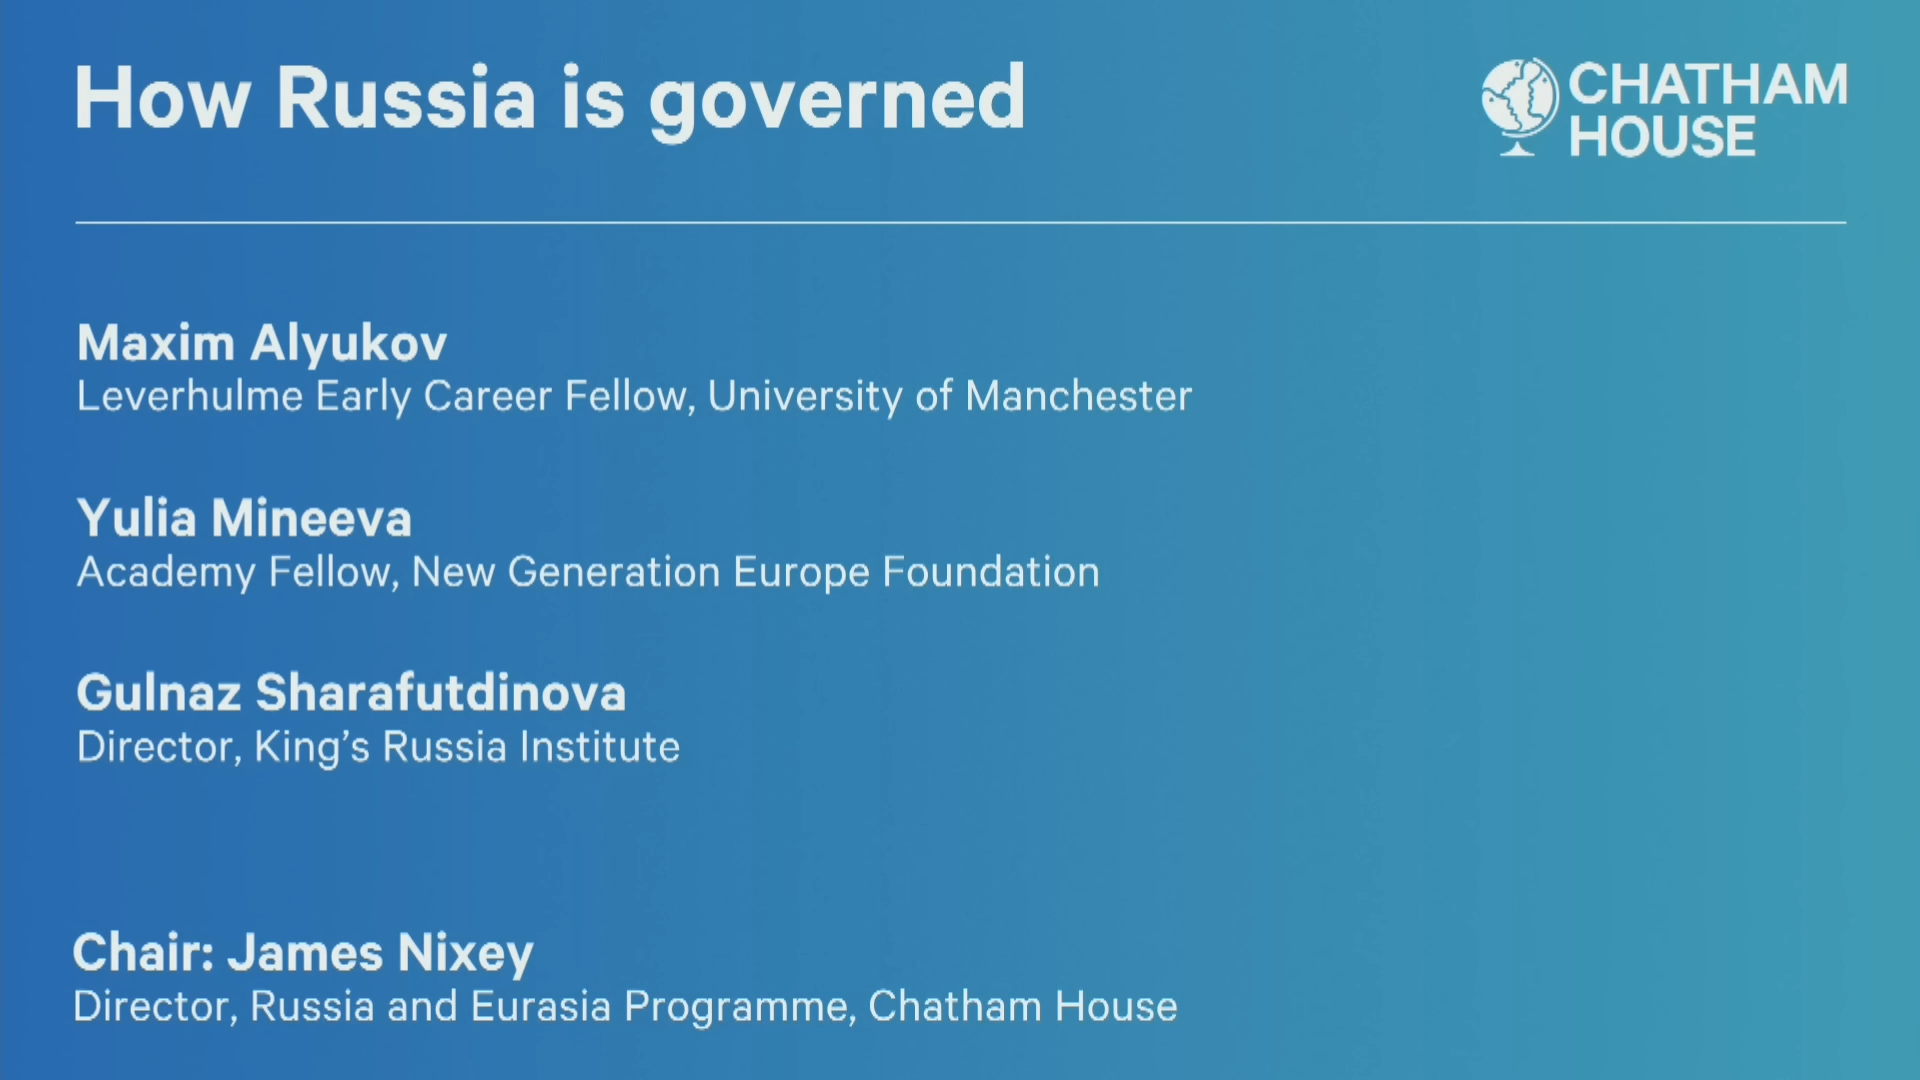 How Russia is governed
CHATHAM
HOUSE
Maxim Alyukov
Leverhulme Early Career Fellow, University of Manchester
Yulia Mineeva
Academy Fellow, New Generation Europe Foundation
Gulnaz Sharafutdinova
Director, King’s Russia Institute
Chair: James Nixey
Director, Russia and Eurasia Programme, Chatham House